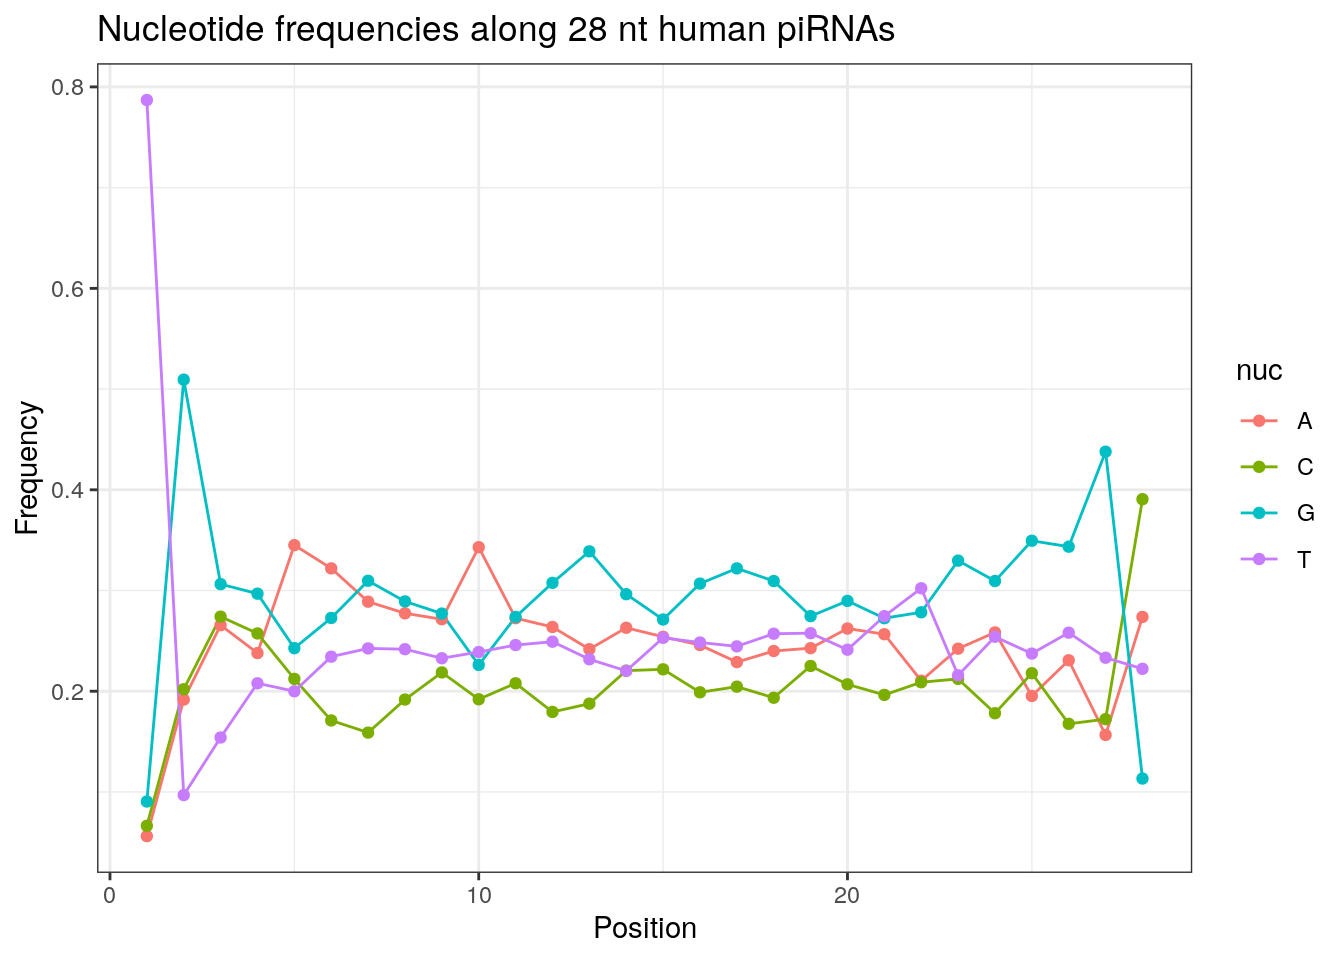 Nucleotide frequencies along 28 nt human piRNAs
0.8
0.6
0.4
0.2
Frequency
0
10
20
Position
nuc
A
C
G
T